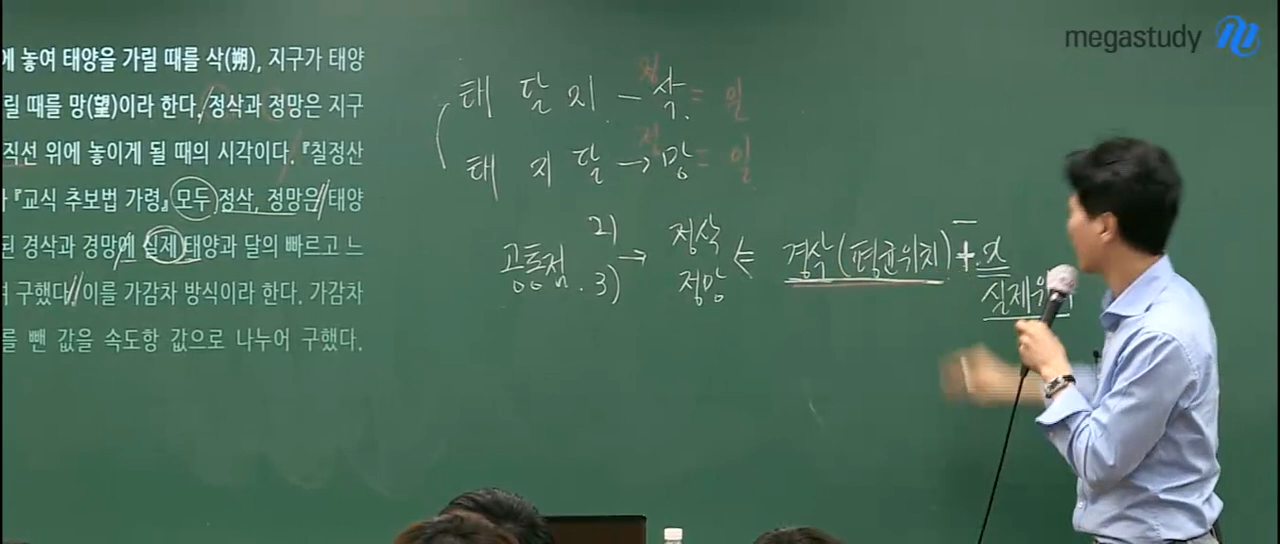 megastudy
에 놓여 태양을 가릴 때를 삭(朔), 지구가 태양
릴 때를 망(望)이라 한다. 정삭과 정망은 지구
직선 위에 놓이게 될 때의 시각이다. 『칠정산
『교식 추보법 가령』 모두 정삭, 정망은 태양
된 경삭과 경망에 실제 태양과 달의 빠르고 느
여 구했다. 이를 가감차 방식이라 한다. 가감차
를 뺀 값을 속도항 값으로 나누어 구했다.
정
태 달 지 - 삭 = 일
정
태 지 달 → 망 = 일
공통점 2) 3) → 정삭 정망 ⇐ 경삭(평균위치) + x
실제위